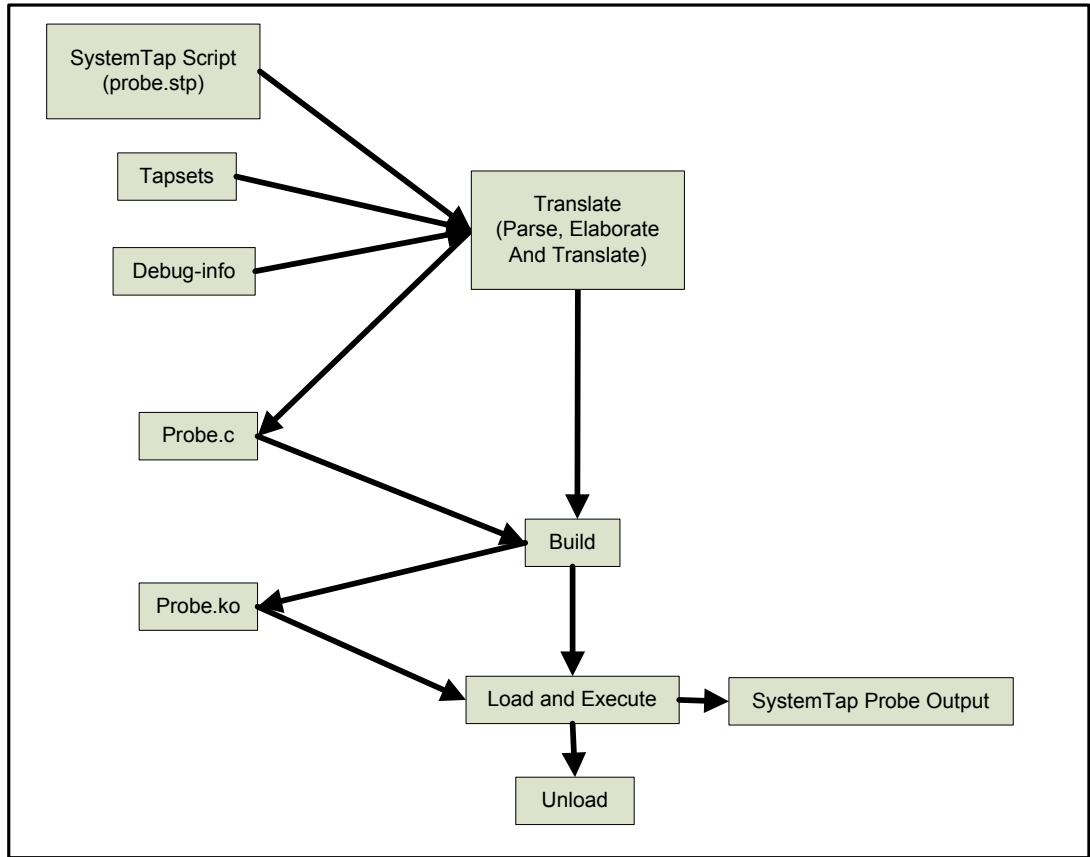 SystemTap Script
(probe.stp)
Tapsets
Debug-info
Translate
(Parse, Elaborate
And Translate)
Probe.c
Build
Probe.ko
Load and Execute
SystemTap Probe Output
Unload